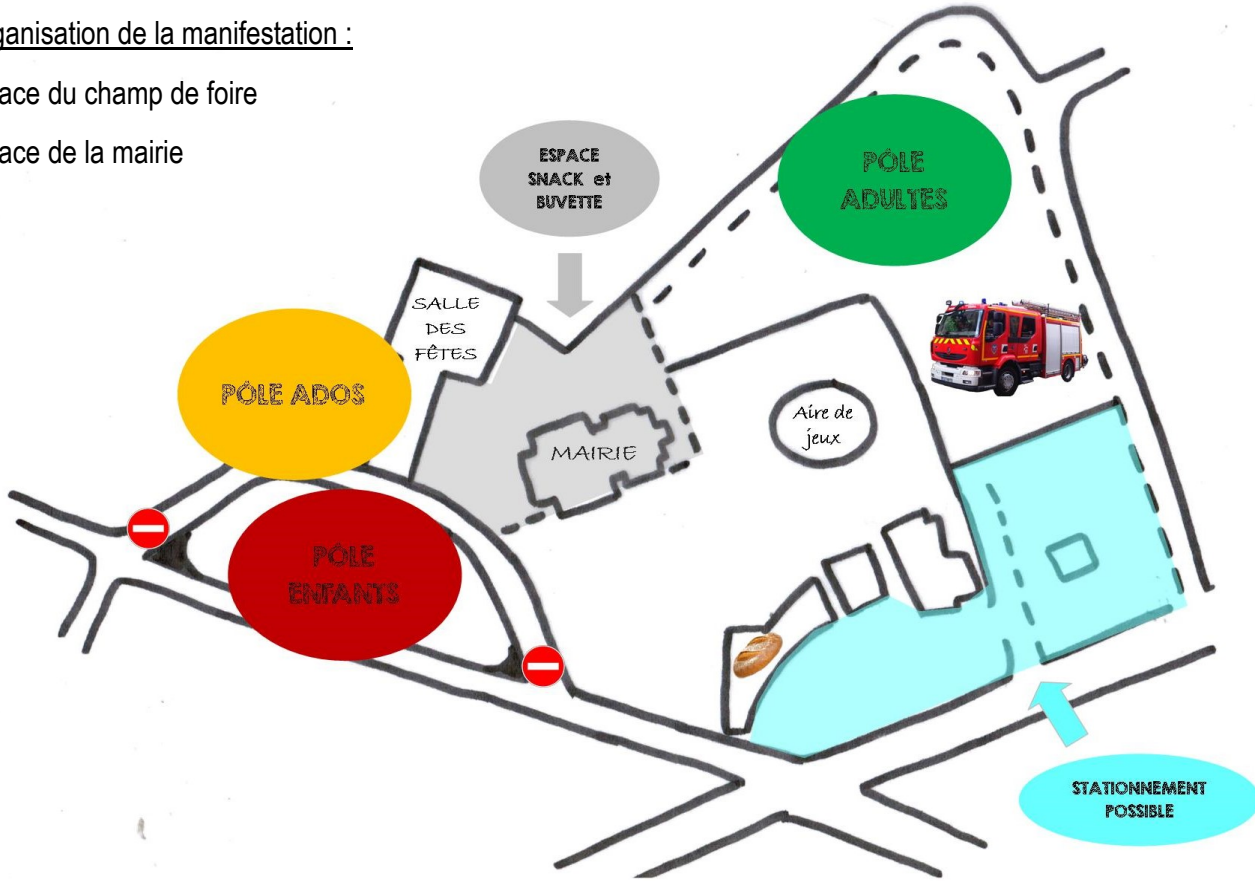 ganisation de la manifestation :
ace du champ de foire
ace de la mairie
ESPACE
SNACK et
BUVETTE
PÔLE
ADULTES
SALLE
DES
FÊTES
PÔLE ADOS
MAIRIE
Aire de
jeux
PÔLE
ENFANTS
STATIONNEMENT
POSSIBLE